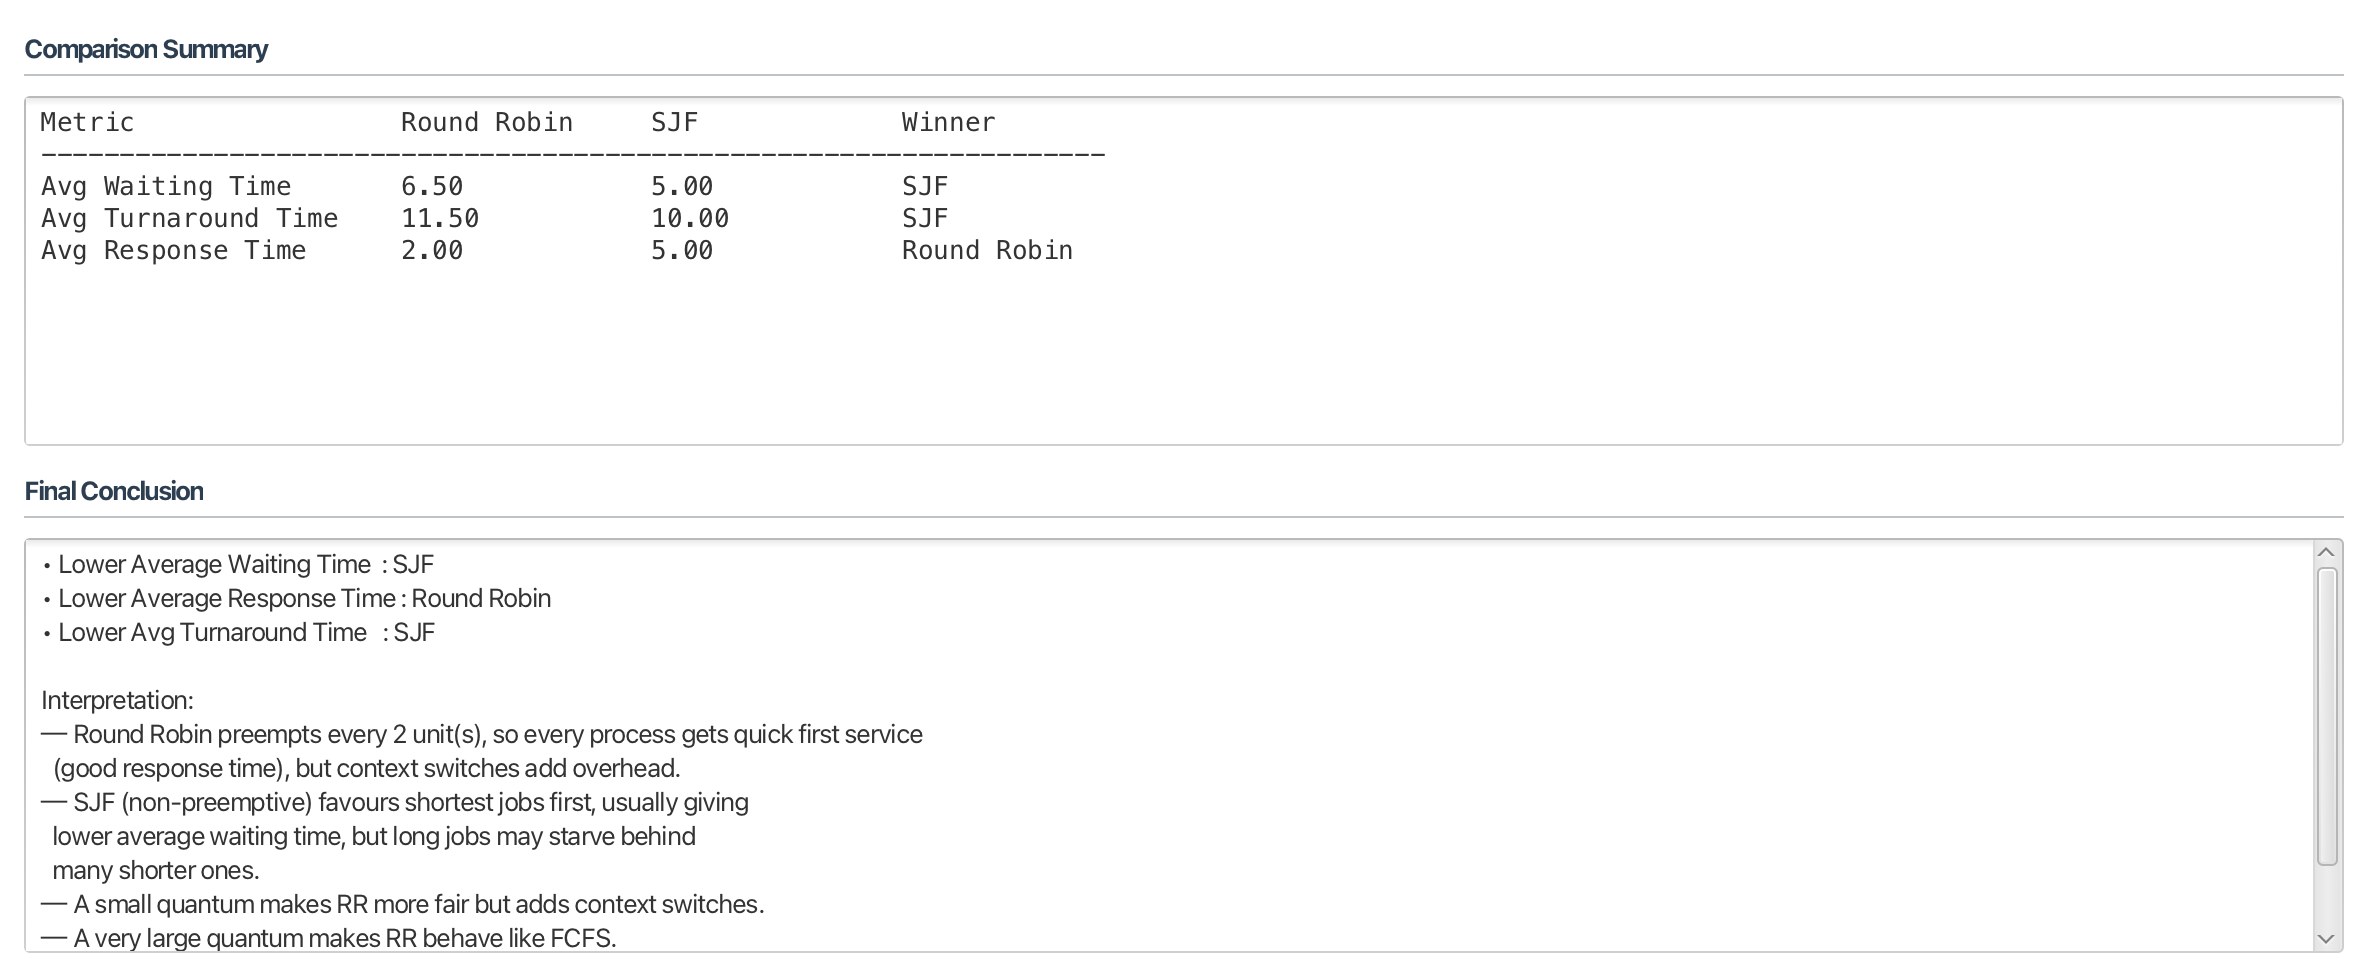 Comparison Summary
Metric                 Round Robin     SJF             Winner
--------------------------------------------------------------------
Avg Waiting Time       6.50            5.00            SJF
Avg Turnaround Time    11.50           10.00           SJF
Avg Response Time      2.00            5.00            Round Robin
Final Conclusion
• Lower Average Waiting Time  : SJF
• Lower Average Response Time : Round Robin
• Lower Avg Turnaround Time   : SJF
Interpretation:
— Round Robin preempts every 2 unit(s), so every process gets quick first service
(good response time), but context switches add overhead.
— SJF (non-preemptive) favours shortest jobs first, usually giving
lower average waiting time, but long jobs may starve behind
many shorter ones.
— A small quantum makes RR more fair but adds context switches.
— A very large quantum makes RR behave like FCFS.